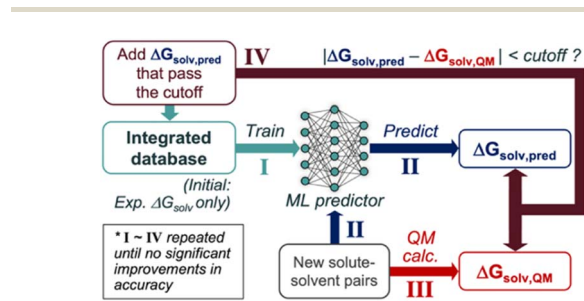 Add ΔGsolv,pred
that pass
the cutoff
IV
|ΔGsolv,pred − ΔGsolv,QM| < cutoff ?
Integrated
database
Train
I
Predict
II
ΔGsolv,pred
(Initial:
Exp. ΔGsolv only)
ML predictor
* I ~ IV repeated
until no significant
improvements in
accuracy
II
New solute-
solvent pairs
QM
calc.
III
ΔGsolv,QM